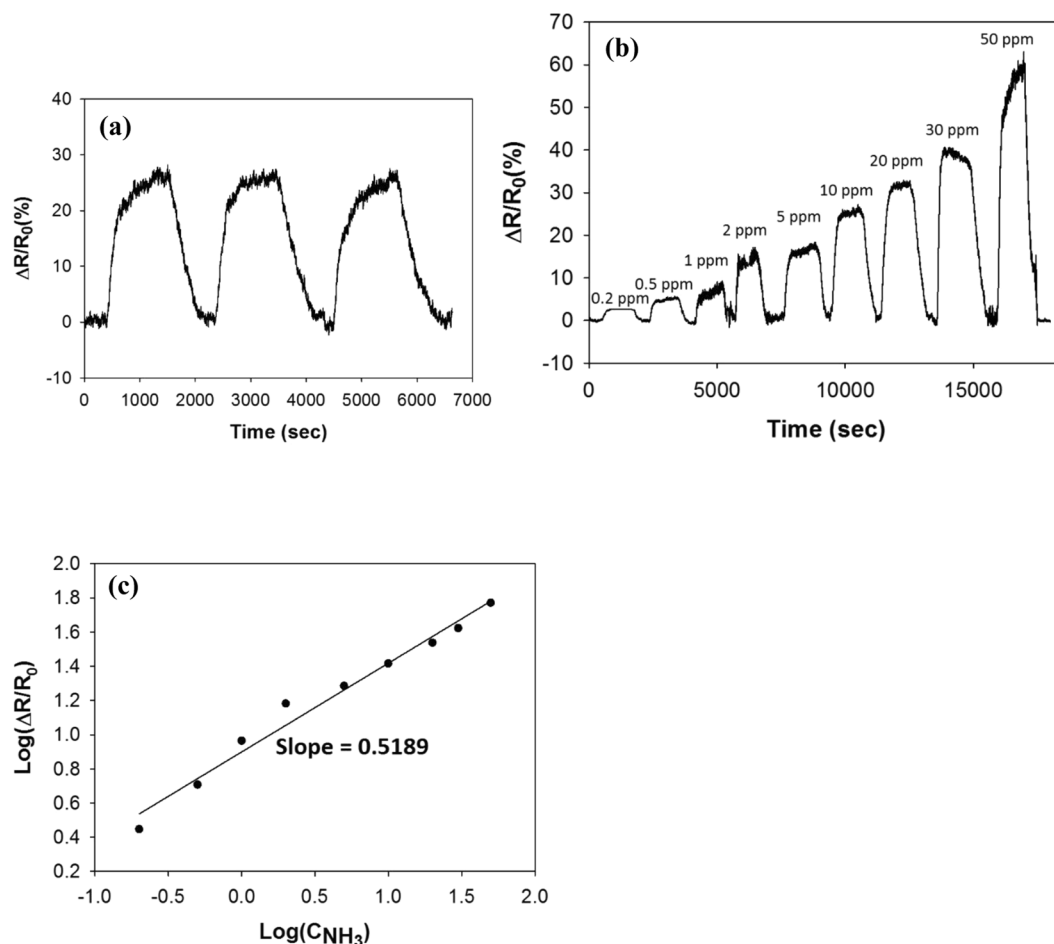 (a)
40
30
20
10
0
-10
ΔR/R0(%)
0 1000 2000 3000 4000 5000 6000 7000
Time (sec)
(b)
70
60
50
40
30
20
10
0
-10
ΔR/R0(%)
0.2 ppm
0.5 ppm
1 ppm
2 ppm
5 ppm
10 ppm
20 ppm
30 ppm
50 ppm
0 5000 10000 15000
Time (sec)
(c)
2.0
1.8
1.6
1.4
1.2
1.0
0.8
0.6
0.4
0.2
Log(ΔR/R0)
Slope = 0.5189
-1.0 -0.5 0.0 0.5 1.0 1.5 2.0
Log(CNH3)